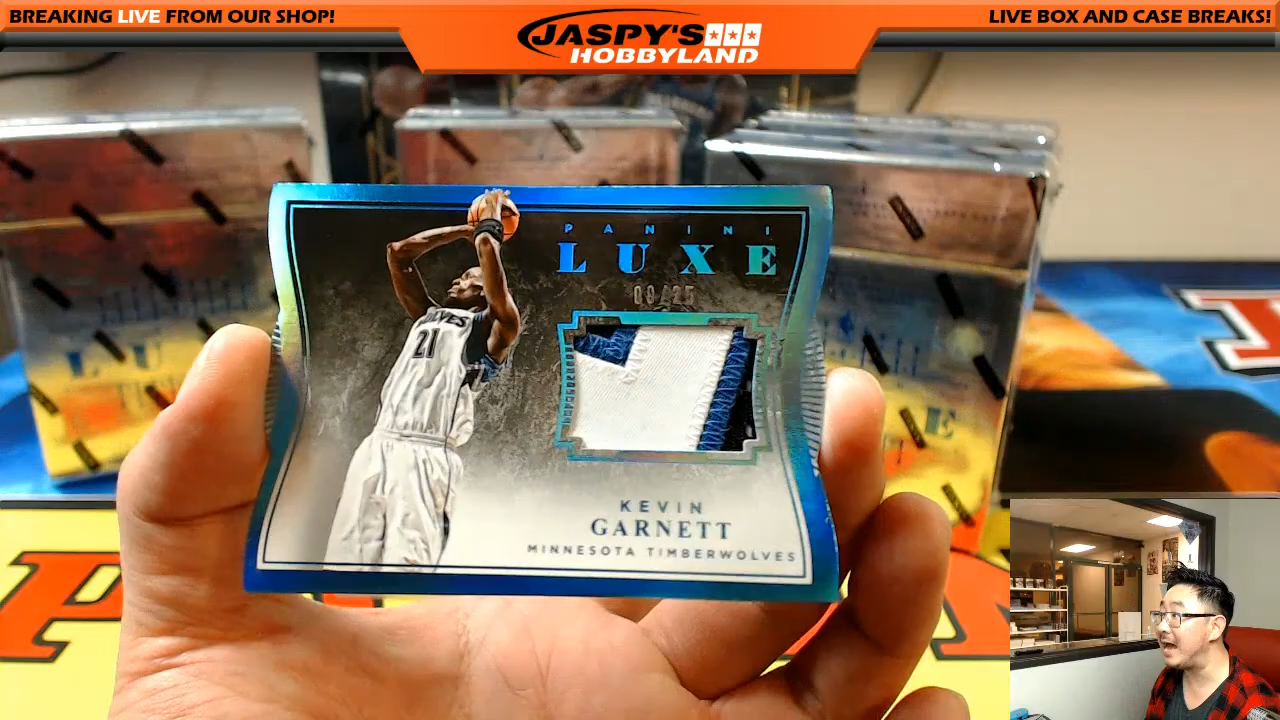 BREAKING LIVE FROM OUR SHOP!
JASPY'S
HOBBYLAND
LIVE BOX AND CASE BREAKS!
PANINI
LUXE
WOLVES
21
KEVIN
GARNETT
MINNESOTA TIMBERWOLVES